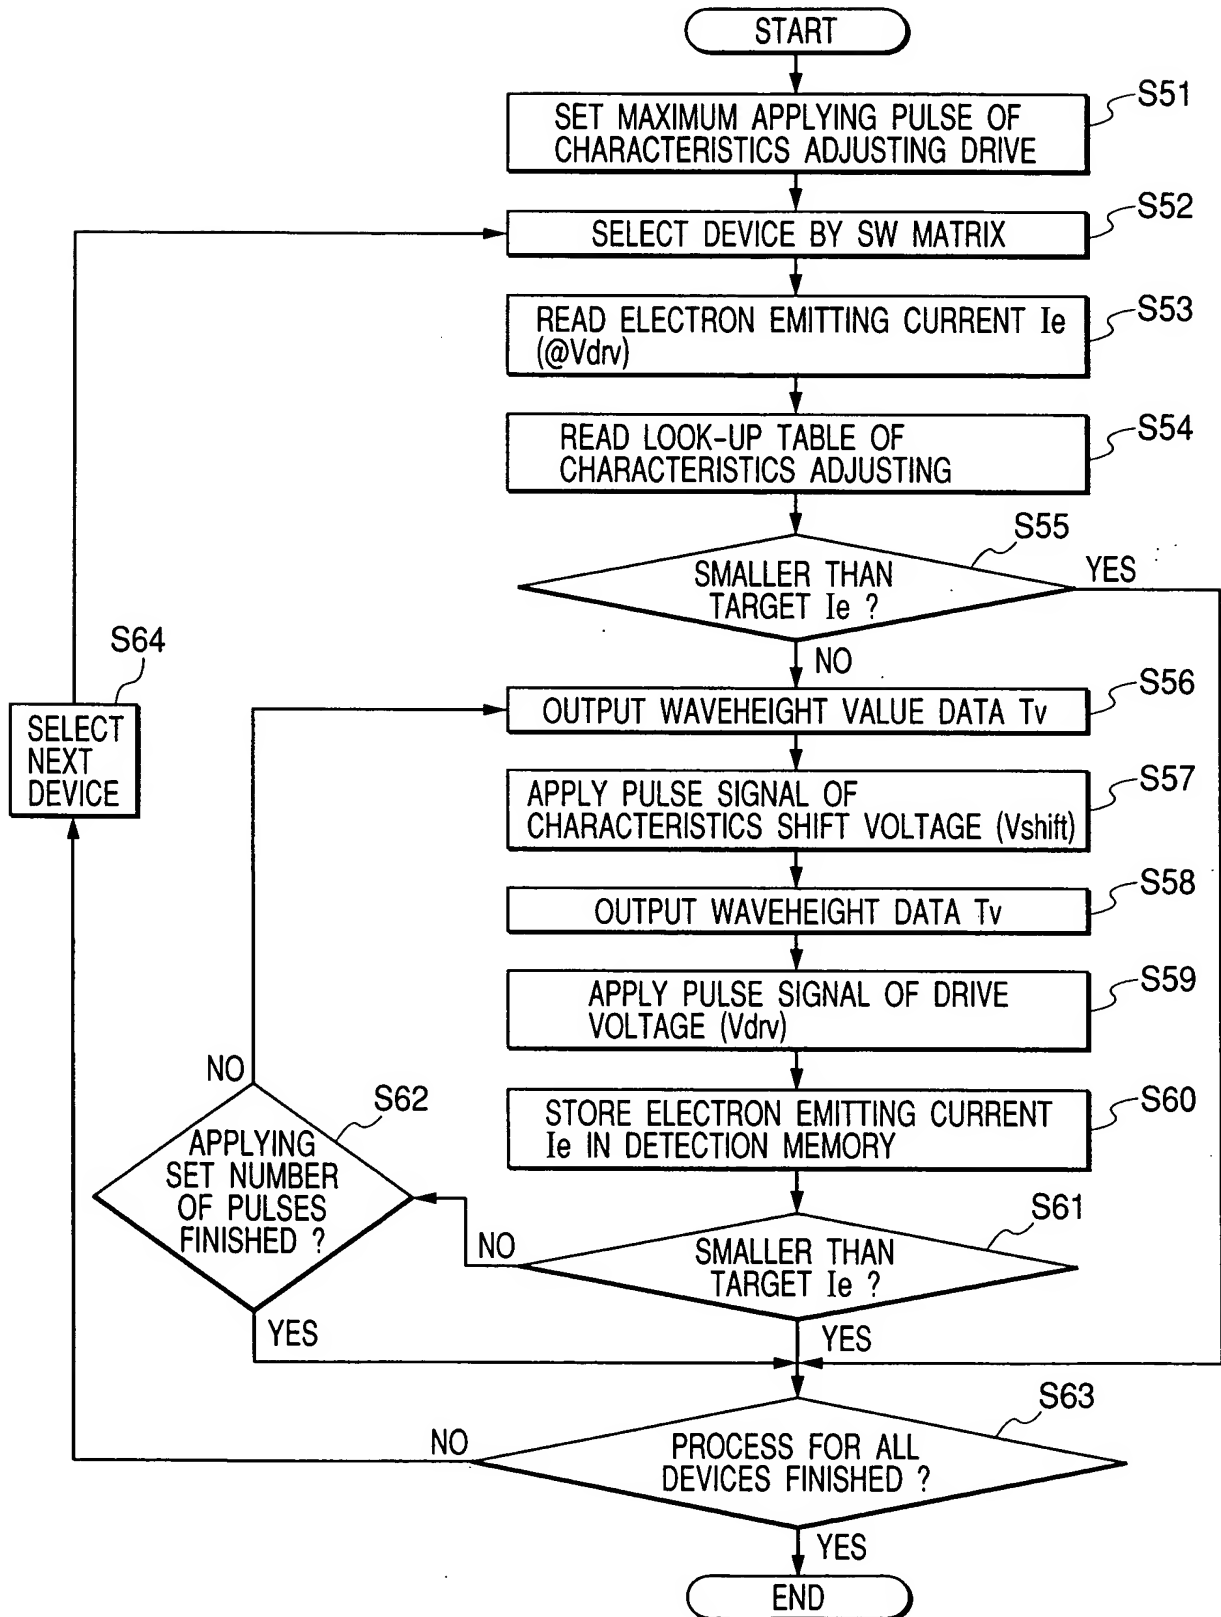 START
S51
SET MAXIMUM APPLYING PULSE OF
CHARACTERISTICS ADJUSTING DRIVE
S52
SELECT DEVICE BY SW MATRIX
S53
READ ELECTRON EMITTING CURRENT Ie
(@Vdrv)
S54
READ LOOK-UP TABLE OF
CHARACTERISTICS ADJUSTING
S55
SMALLER THAN
TARGET Ie ?
YES
NO
S64
SELECT
NEXT
DEVICE
S56
OUTPUT WAVEHEIGHT VALUE DATA Tv
S57
APPLY PULSE SIGNAL OF
CHARACTERISTICS SHIFT VOLTAGE (Vshift)
S58
OUTPUT WAVEHEIGHT DATA Tv
S59
APPLY PULSE SIGNAL OF DRIVE
VOLTAGE (Vdrv)
S60
STORE ELECTRON EMITTING CURRENT
Ie IN DETECTION MEMORY
NO
S62
APPLYING
SET NUMBER
OF PULSES
FINISHED ?
YES
S61
SMALLER THAN
TARGET Ie ?
NO
YES
S63
PROCESS FOR ALL
DEVICES FINISHED ?
NO
YES
END